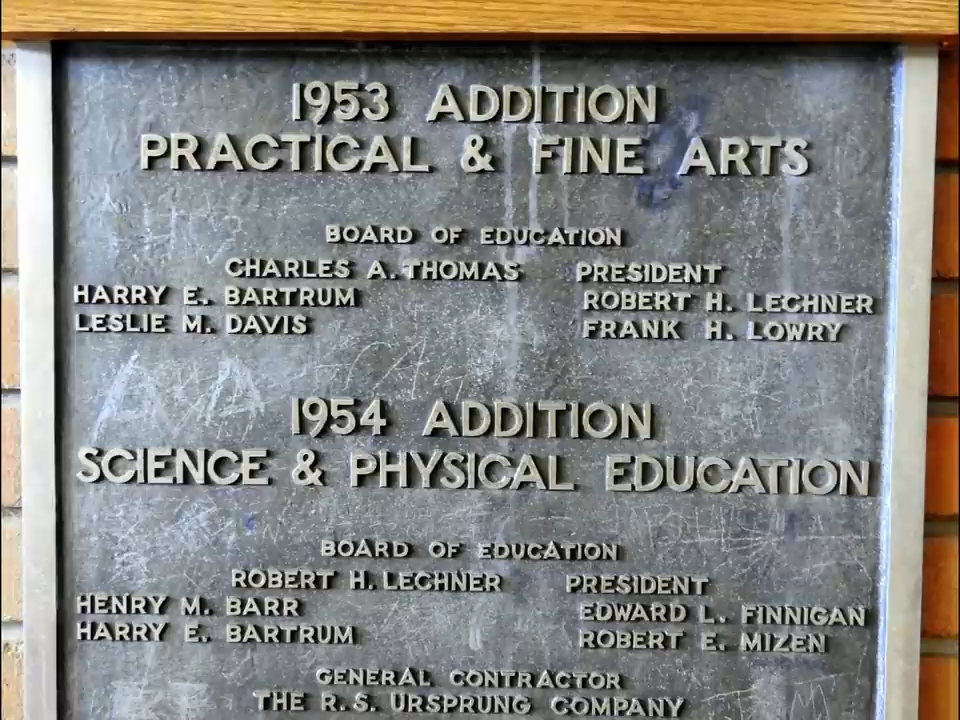 1953 ADDITION
PRACTICAL & FINE ARTS
BOARD OF EDUCATION
CHARLES A. THOMAS PRESIDENT
HARRY E. BARTRUM ROBERT H. LECHNER
LESLIE M. DAVIS FRANK H. LOWRY
1954 ADDITION
SCIENCE & PHYSICAL EDUCATION
BOARD OF EDUCATION
ROBERT H. LECHNER PRESIDENT
HENRY M. BARR EDWARD L. FINNIGAN
HARRY E. BARTRUM ROBERT E. MIZEN
GENERAL CONTRACTOR
THE R. S. URSPRUNG COMPANY